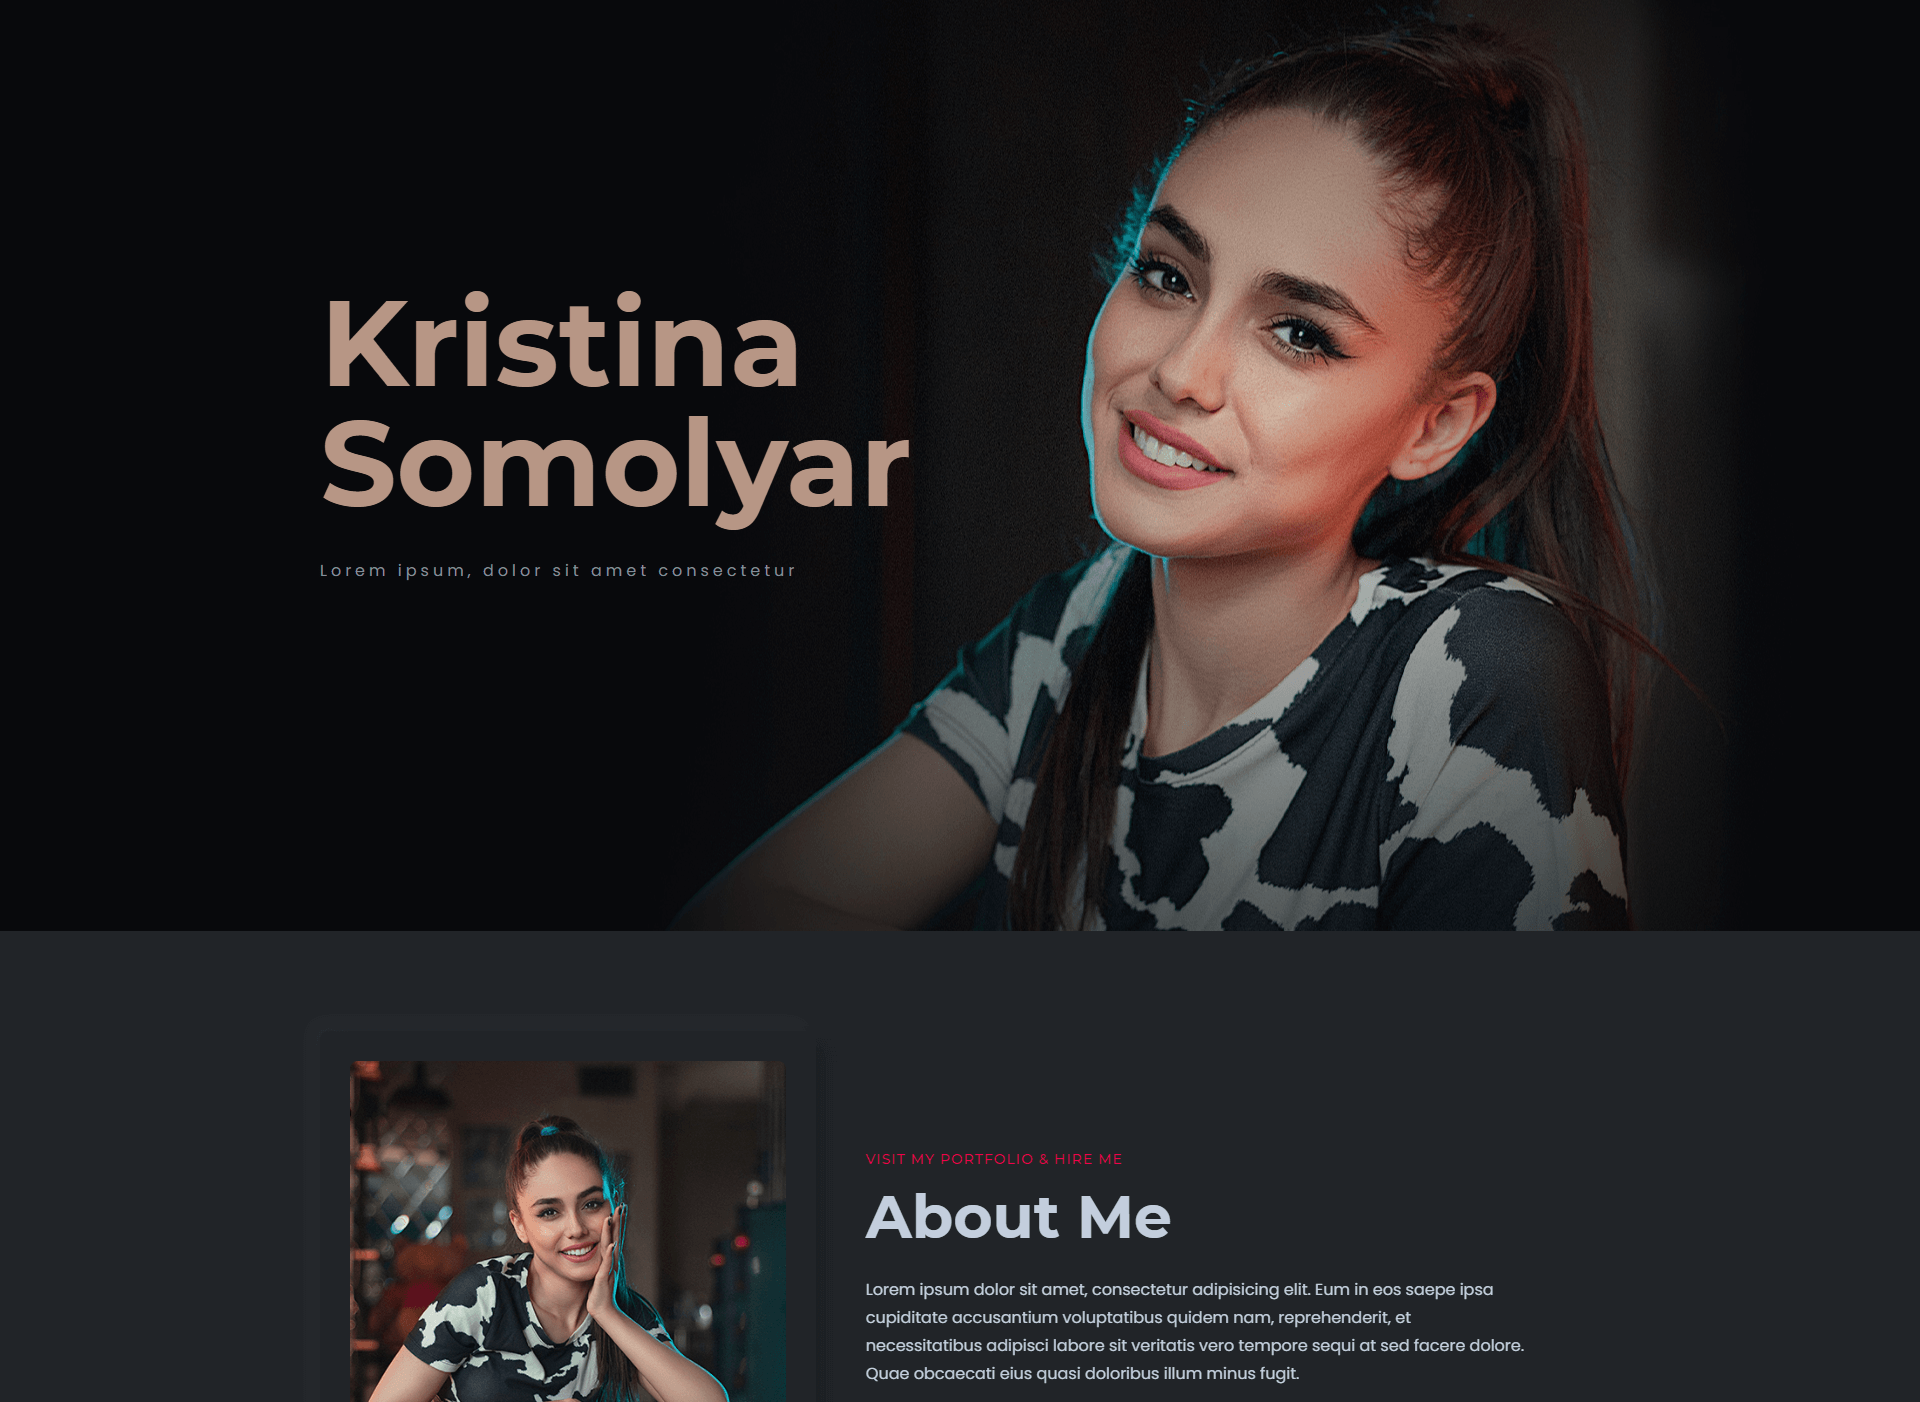 Kristina
Somolyar
Lorem ipsum, dolor sit amet consectetur
VISIT MY PORTFOLIO & HIRE ME
About Me
Lorem ipsum dolor sit amet, consectetur adipisicing elit. Eum in eos saepe ipsa
cupiditate accusantium voluptatibus quidem nam, reprehenderit, et
necessitatibus adipisci labore sit veritatis vero tempore sequi at sed facere dolore.
Quae obcaecati eius quasi doloribus illum minus fugit.